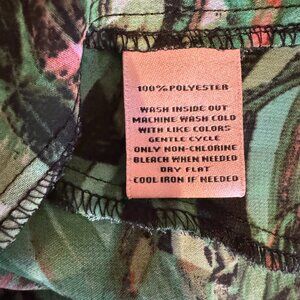 100% POLYESTER
WASH INSIDE OUT
MACHINE WASH COLD
WITH LIKE COLORS
GENTLE CYCLE
ONLY NON-CHLORINE
BLEACH WHEN NEEDED
DRY FLAT
COOL IRON IF NEEDED